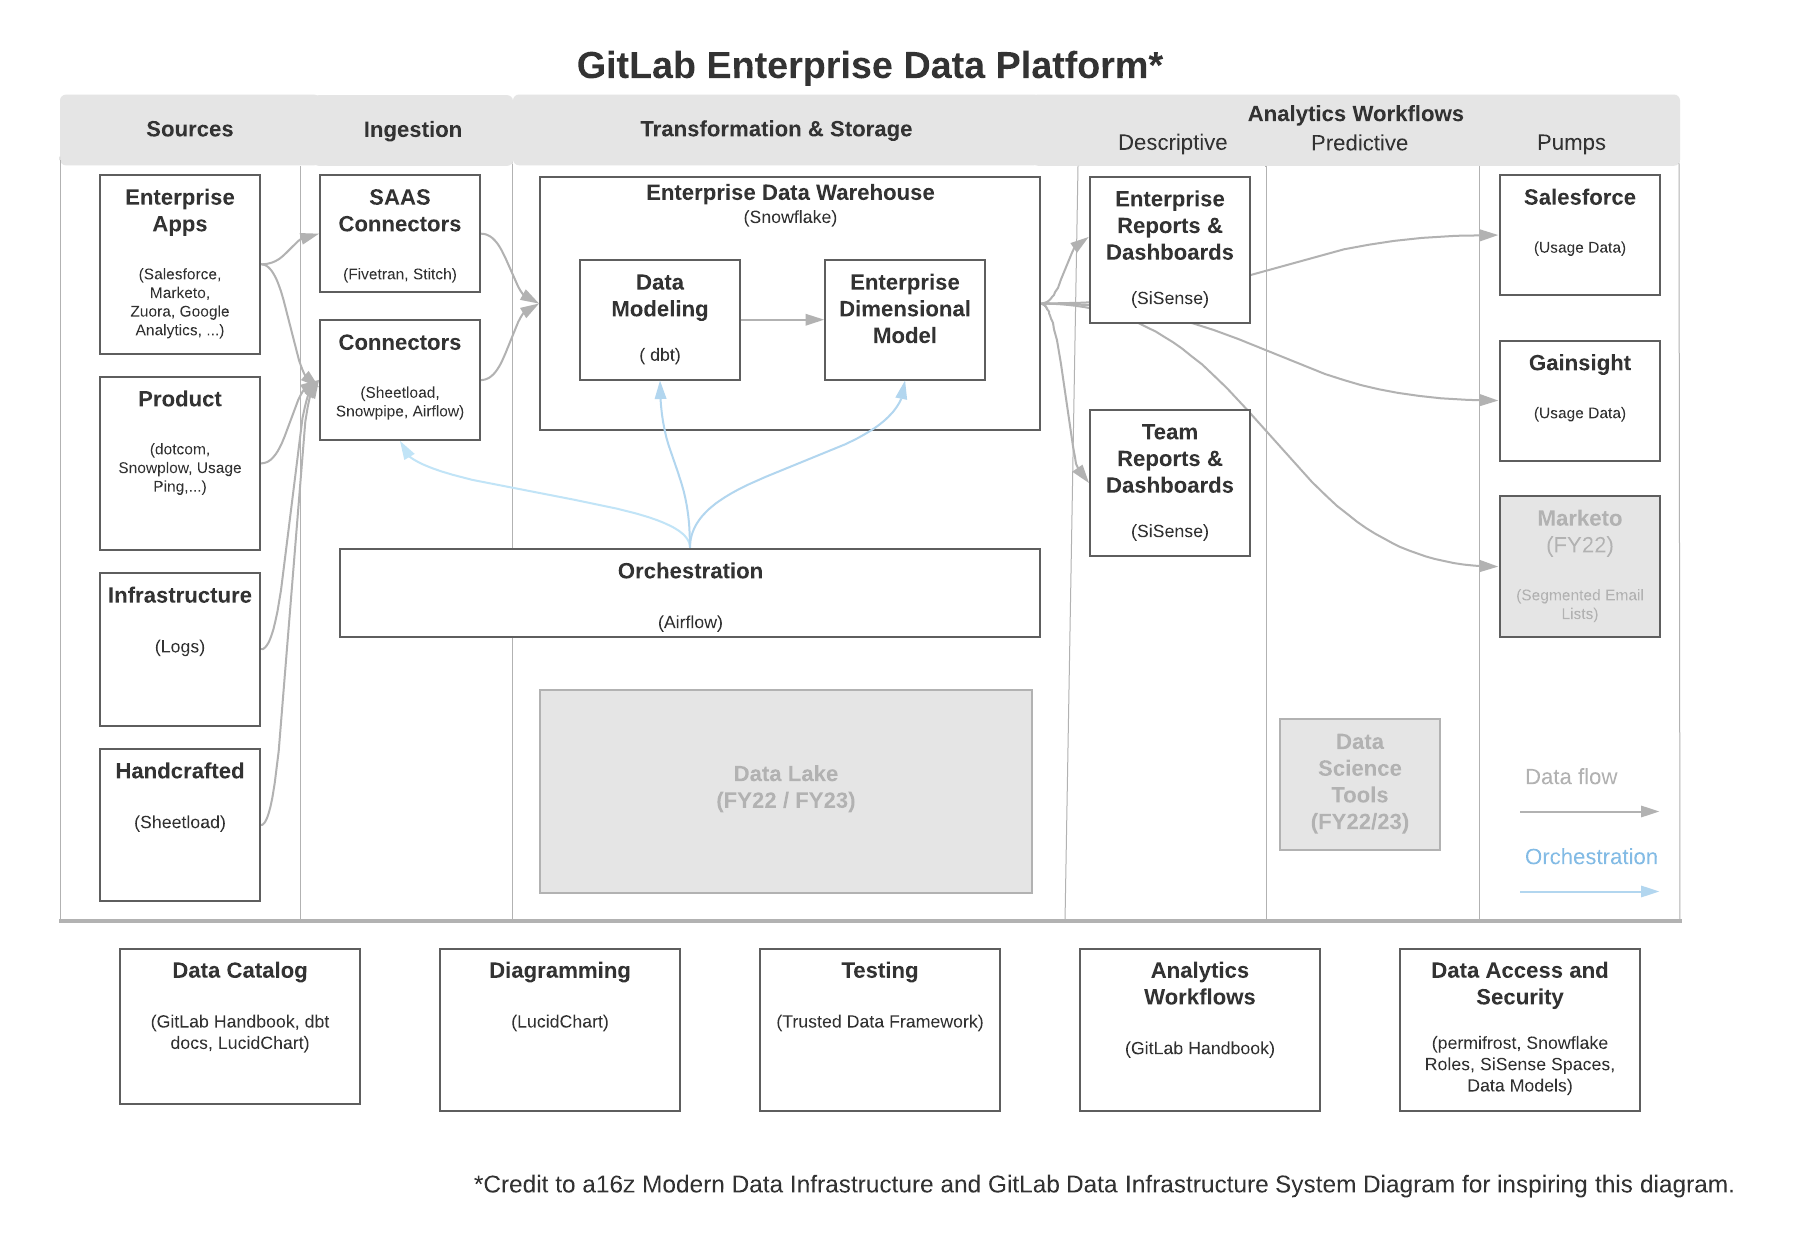 GitLab Enterprise Data Platform*
Sources
Ingestion
Transformation & Storage
Analytics Workflows
Descriptive
Predictive
Pumps
Enterprise
Apps
(Salesforce,
Marketo,
Zuora, Google
Analytics, ...)
Product
(dotcom,
Snowplow, Usage
Ping,...)
Infrastructure
(Logs)
Handcrafted
(Sheetload)
SAAS
Connectors
(Fivetran, Stitch)
Connectors
(Sheetload,
Snowpipe, Airflow)
Enterprise Data Warehouse
(Snowflake)
Data
Modeling
( dbt)
Enterprise
Dimensional
Model
Orchestration
(Airflow)
Data Lake
(FY22 / FY23)
Enterprise
Reports &
Dashboards
(SiSense)
Team
Reports &
Dashboards
(SiSense)
Data
Science
Tools
(FY22/23)
Salesforce
(Usage Data)
Gainsight
(Usage Data)
Marketo
(FY22)
(Segmented Email
Lists)
Data flow
Orchestration
Data Catalog
(GitLab Handbook, dbt
docs, LucidChart)
Diagramming
(LucidChart)
Testing
(Trusted Data Framework)
Analytics
Workflows
(GitLab Handbook)
Data Access and
Security
(permifrost, Snowflake
Roles, SiSense Spaces,
Data Models)
*Credit to a16z Modern Data Infrastructure and GitLab Data Infrastructure System Diagram for inspiring this diagram.